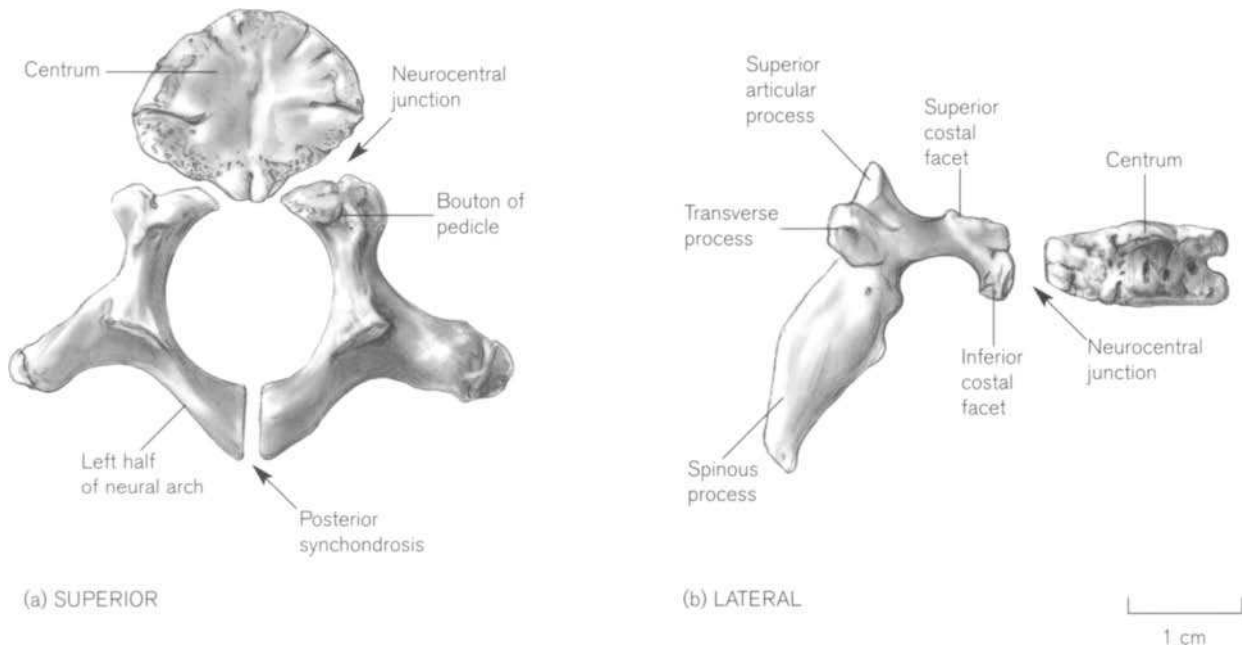 Centrum
Neurocentral
junction
Bouton of
pedicle
Left half
of neural arch
Posterior
synchondrosis
(a) SUPERIOR
Superior
articular
process
Superior
costal
facet
Centrum
Transverse
process
Neurocentral
junction
Inferior
costal
facet
Spinous
process
(b) LATERAL
1 cm